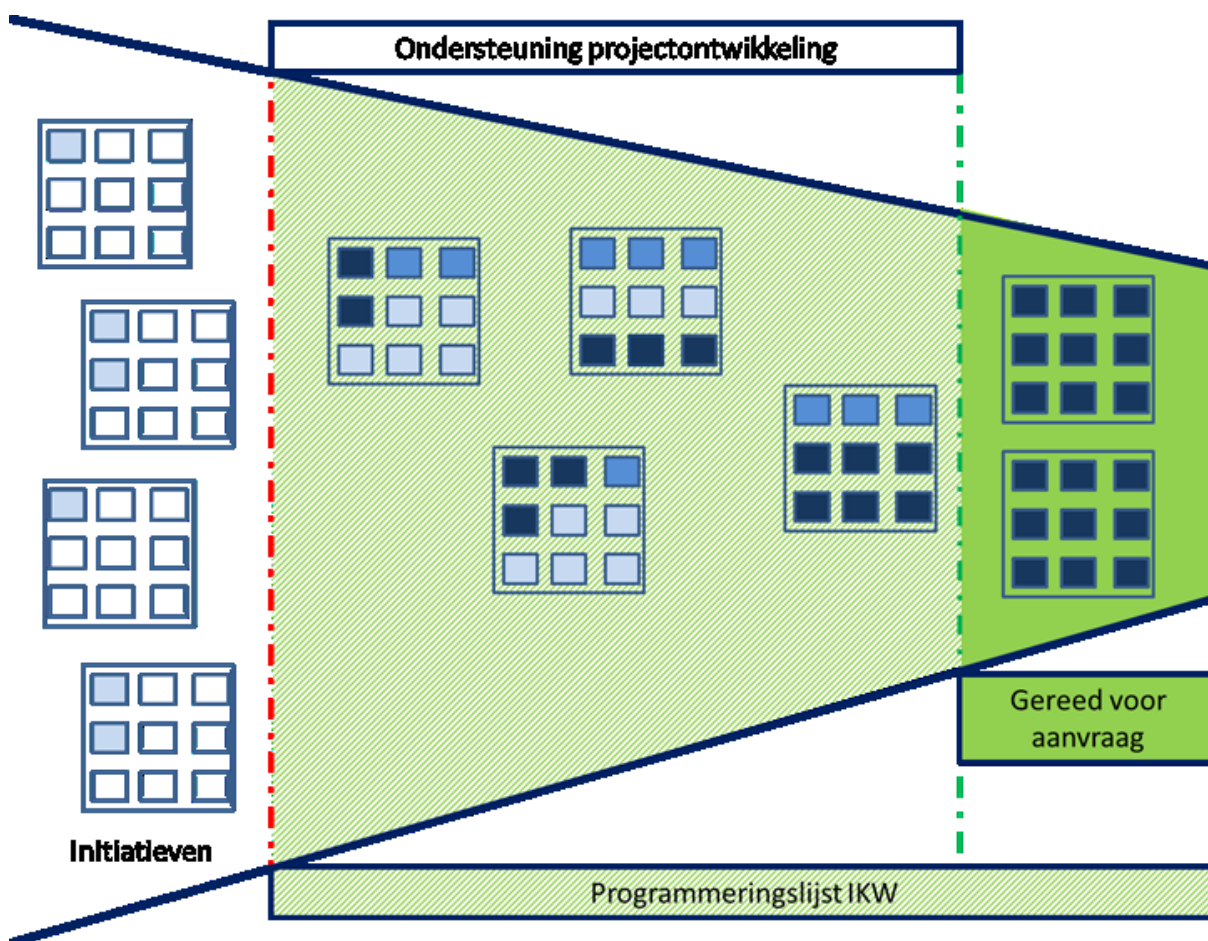 Ondersteuning projectontwikkeling
Gereed voor
aanvraag
Initiatieven
Programmeringslijst IKW